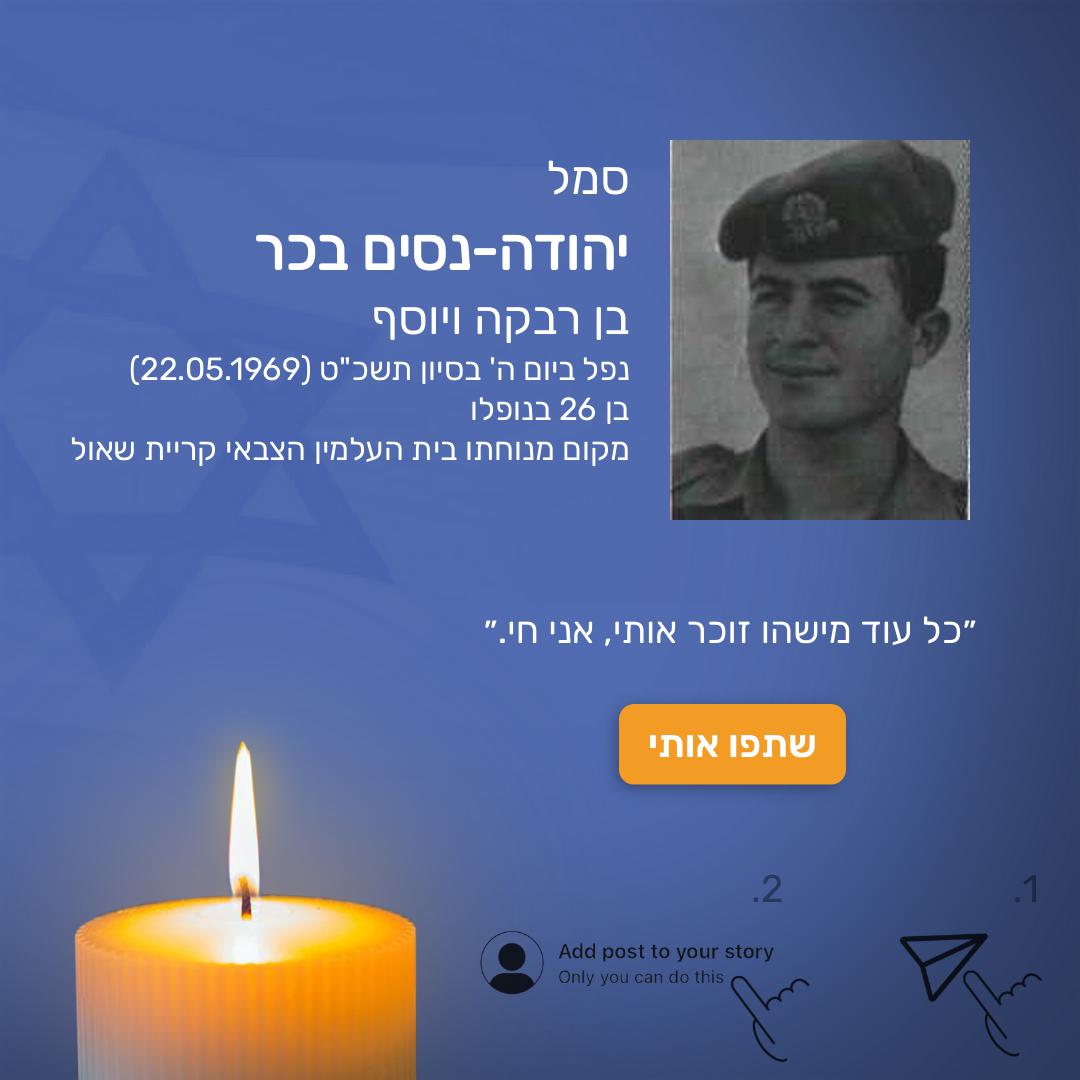 סמל
יהודה-נסים בכר
בן רבקה ויוסף
נפל ביום ה' בסיון תשכ"ט (22.05.1969)
בן 26 בנופלו
מקום מנוחתו בית העלמין הצבאי קריית שאול
״כל עוד מישהו זוכר אותי, אני חי.״
שתפו אותי
.1
.2
Add post to your story
Only you can do this